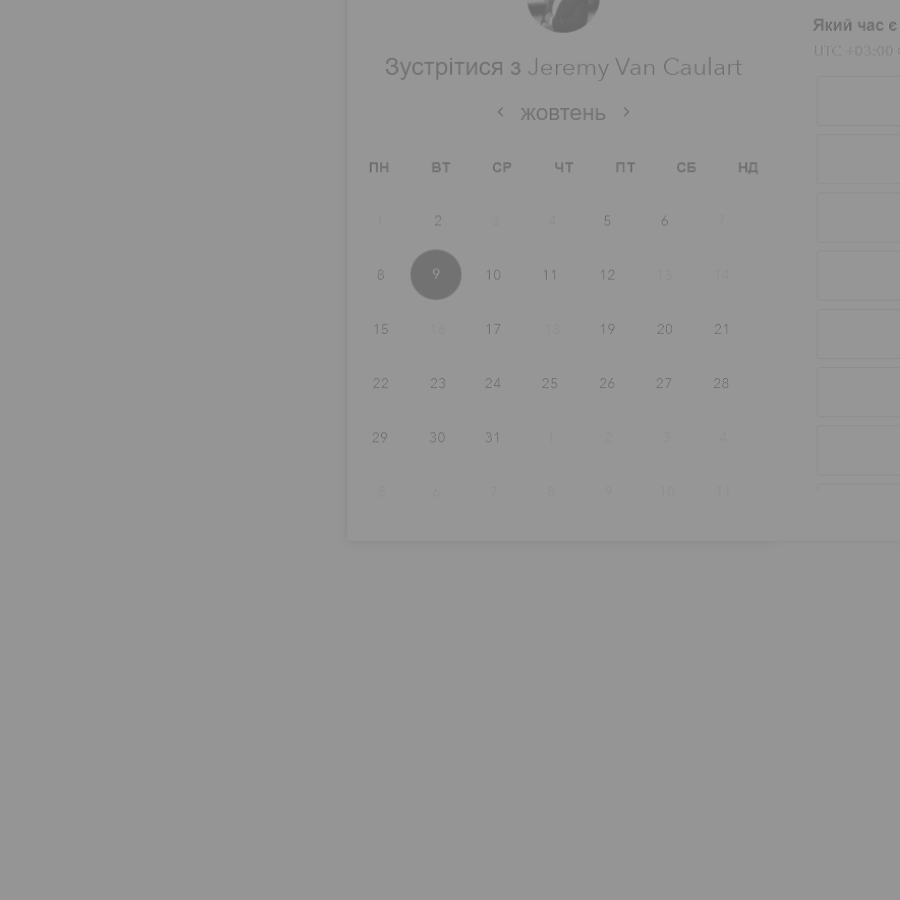 Зустрітися з Jeremy Van Caulart
жовтень
ПН ВТ СР ЧТ ПТ СБ НД
1 2 3 4 5 6 7
8 9 10 11 12 13 14
15 16 17 18 19 20 21
22 23 24 25 26 27 28
29 30 31 1 2 3 4
5 6 7 8 9 10 11
Який час є
UTC +03:00